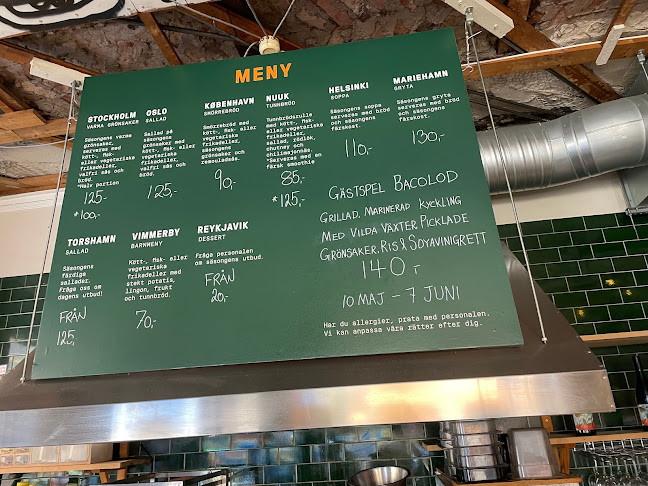 MENY
STOCKHOLM
VARMA GRÖNSAKER
Säsongens varma
grönsaker,
serveras med
kött-, fisk-
eller vegetariska
frikadeller,
valfri sås och
bröd.
*Halv portion
125-
*100,-
OSLO
SALLAD
Sallad på
säsongens
grönsaker med
kött-, fisk- eller
vegetariska
frikadeller,
valfri sås och
bröd.
125,-
KØBENHAVN
SMÖRREBRÖD
Smörrebröd med
kött-, fisk- eller
vegetariska
frikadeller,
säsongens
grönsaker och
remouladsås.
90,-
NUUK
TUNNBRÖD
Tunnbrödsrulle
med kött-, fisk-
eller vegetariska
frikadeller,
sallad, rödlök,
chutney och
chilimajonnäs.
*Serveras med en
färsk smoothie
85,-
*125,-
HELSINKI
SOPPA
Säsongens soppa
serveras med bröd
och säsongens
färskost.
110,-
MARIEHAMN
GRYTA
Säsongens gryta
serveras med bröd
och säsongens
färskost.
130,-
TORSHAMN
SALLAD
Säsongens
färdiga
sallader.
Fråga oss om
dagens utbud!
FRÅN
125,
VIMMERBY
BARNMENY
Kött-, fisk- eller
vegetariska
frikadeller med
stekt potatis,
lingon, frukt
och tunnbröd.
70,-
REYKJAVIK
DESSERT
Fråga personalen
om säsongens utbud.
FRÅN
20,-
GÄSTSPEL BACOLOD
GRILLAD, MARINERAD KYCKLING
MED VILDA VÄXTER, PICKLADE
GRÖNSAKER, RIS & SOYAVINIGRETT
140,-
10 MAJ - 7 JUNI
Har du allergier, prata med personalen.
Vi kan anpassa våra rätter efter dig.